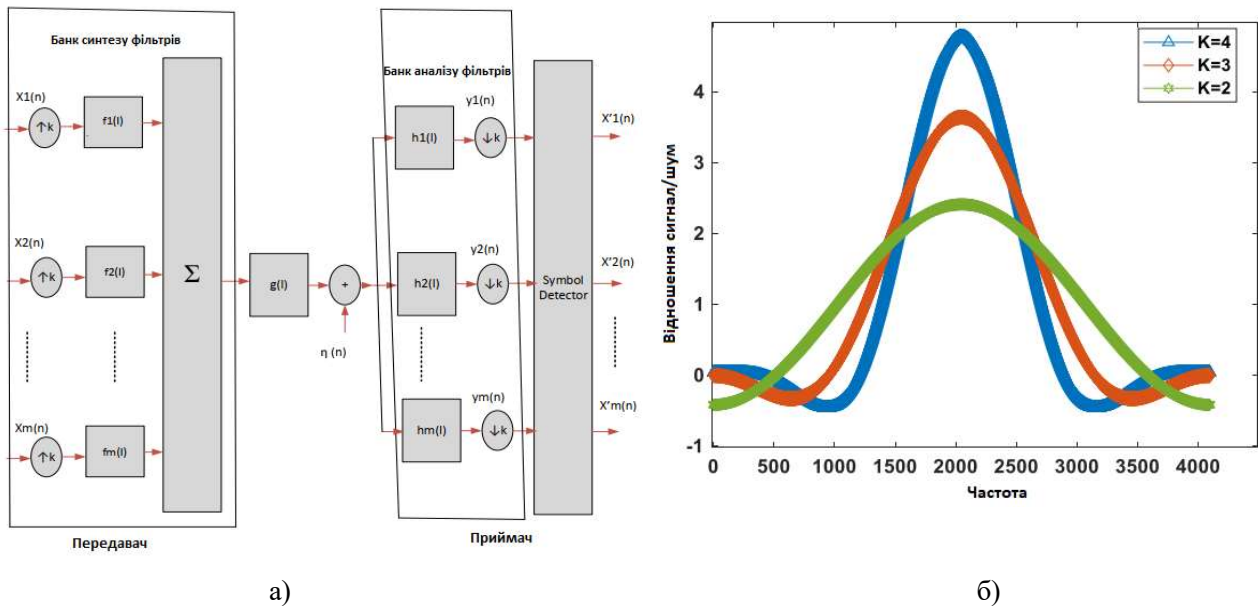 Банк синтезу фільтрів
X1(n)
↑k
f1(l)
X2(n)
↑k
f2(l)
Xm(n)
↑k
fm(l)
Σ
Передавач
g(l)
+
η (n)
Банк аналізу фільтрів
h1(l)
y1(n)
↓k
h2(l)
y2(n)
↓k
hm(l)
ym(n)
↓k
Приймач
Symbol
Detector
X'1(n)
X'2(n)
X'm(n)
а)
Відношення сигнал/шум
4
3
2
1
0
-1
K=4
K=3
K=2
0 500 1000 1500 2000 2500 3000 3500 4000
Частота
б)